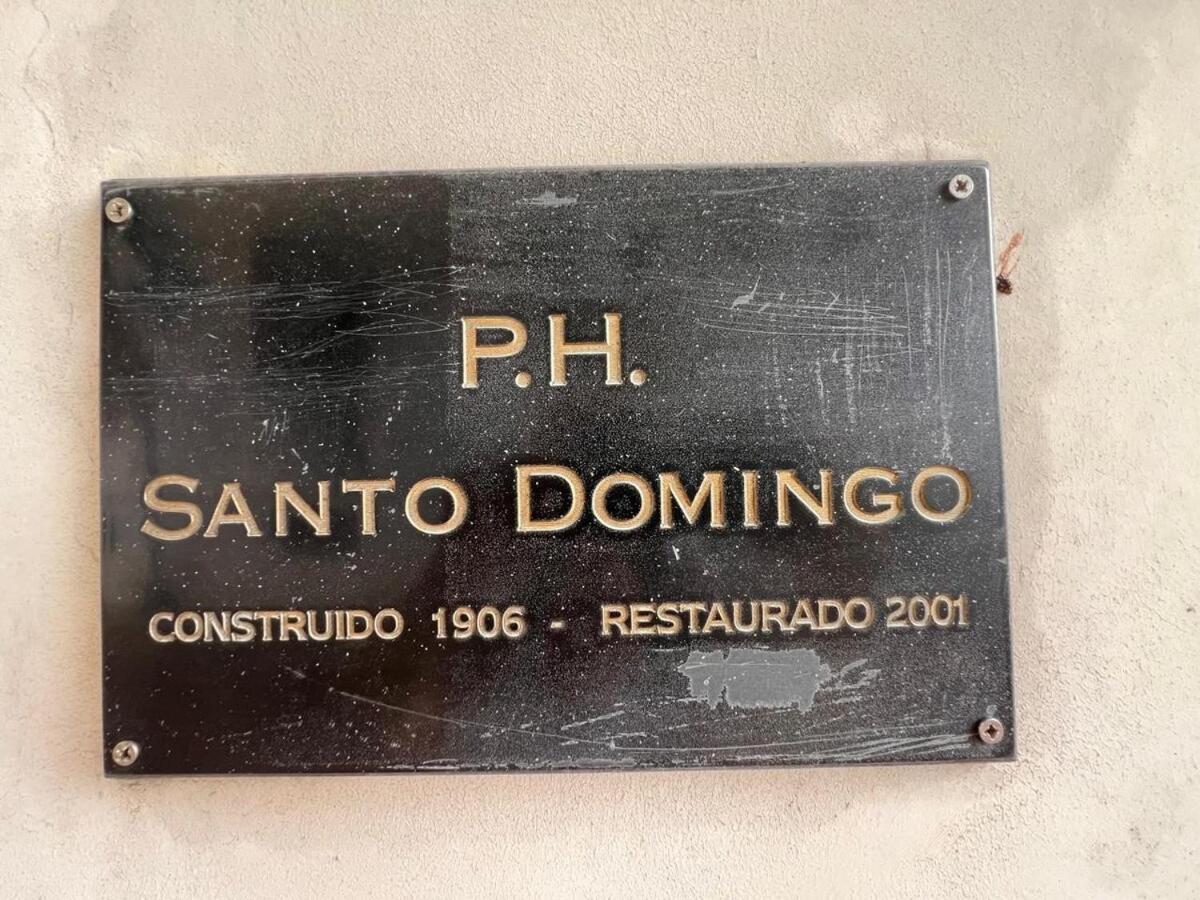 P.H.
SANTO DOMINGO
CONSTRUIDO 1906 - RESTAURADO 2001